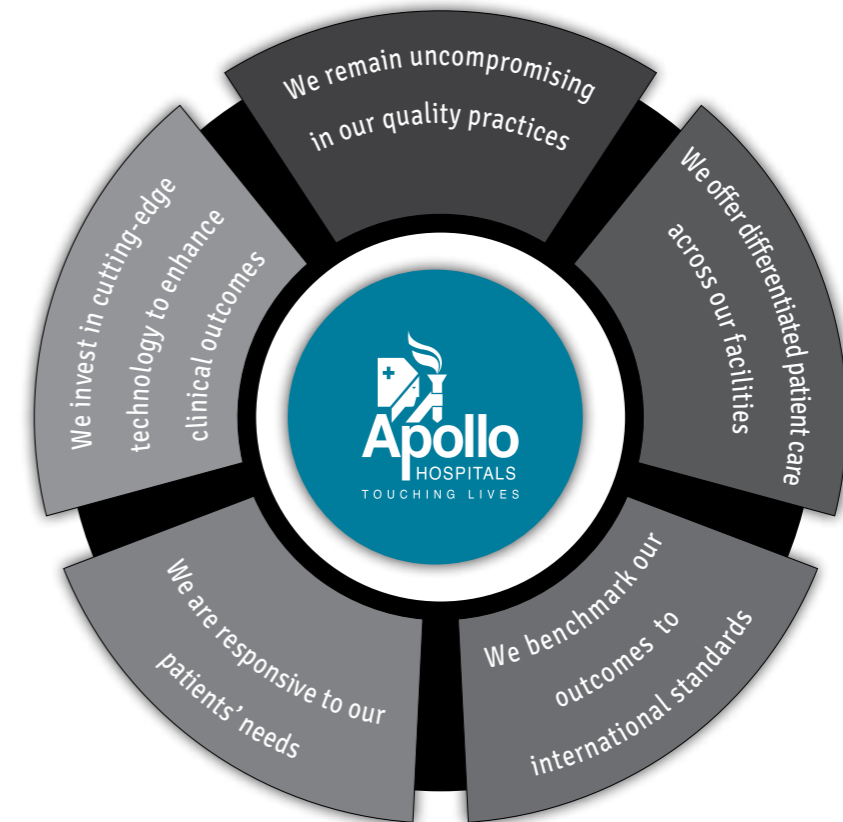 We remain uncompromising
in our quality practices
We offer differentiated patient care
across our facilities
We benchmark our
outcomes to
international standards
We are responsive to our
patients’ needs
We invest in cutting-edge
technology to enhance
clinical outcomes
Apollo
HOSPITALS
TOUCHING LIVES